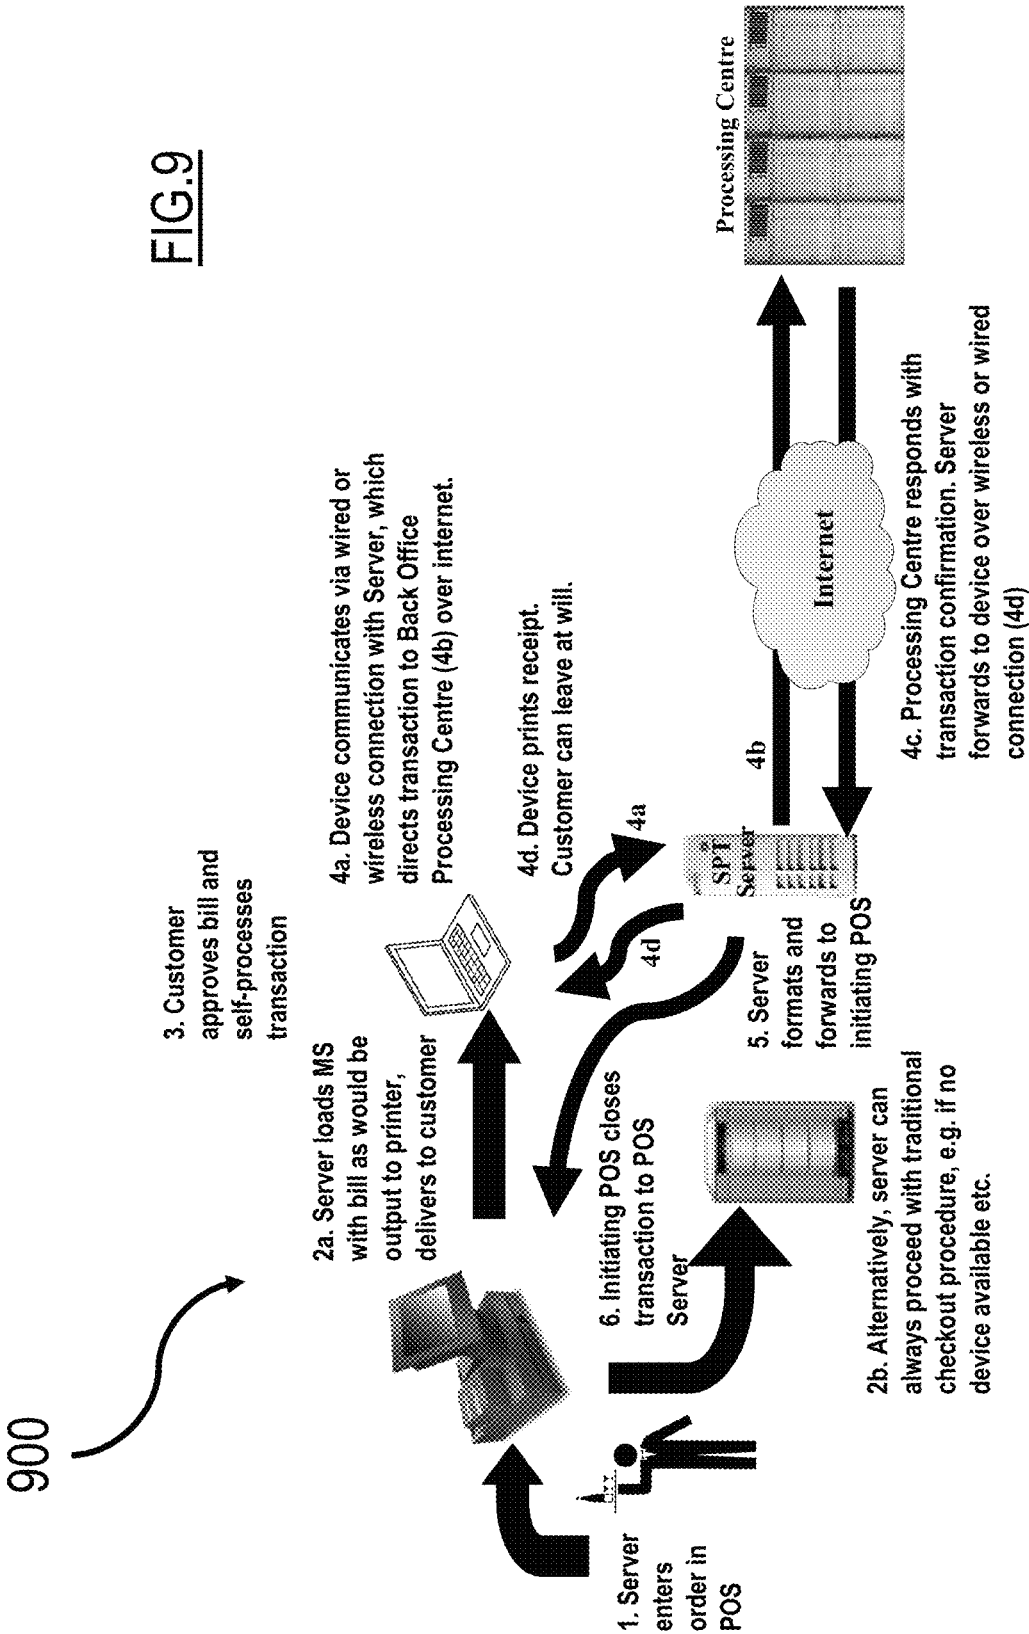 900
FIG.9
1. Server
enters
order in
POS
2a. Server loads MS
with bill as would be
output to printer,
delivers to customer
3. Customer
approves bill and
self-processes
transaction
4a. Device communicates via wired or
wireless connection with Server, which
directs transaction to Back Office
Processing Centre (4b) over internet.
4d. Device prints receipt.
Customer can leave at will.
4a
4d
SPT
Server
4b
Internet
Processing Centre
4c. Processing Centre responds with
transaction confirmation. Server
forwards to device over wireless or wired
connection (4d)
5. Server
formats and
forwards to
initiating POS
6. Initiating POS closes
transaction to POS
Server
2b. Alternatively, server can
always proceed with traditional
checkout procedure, e.g. if no
device available etc.